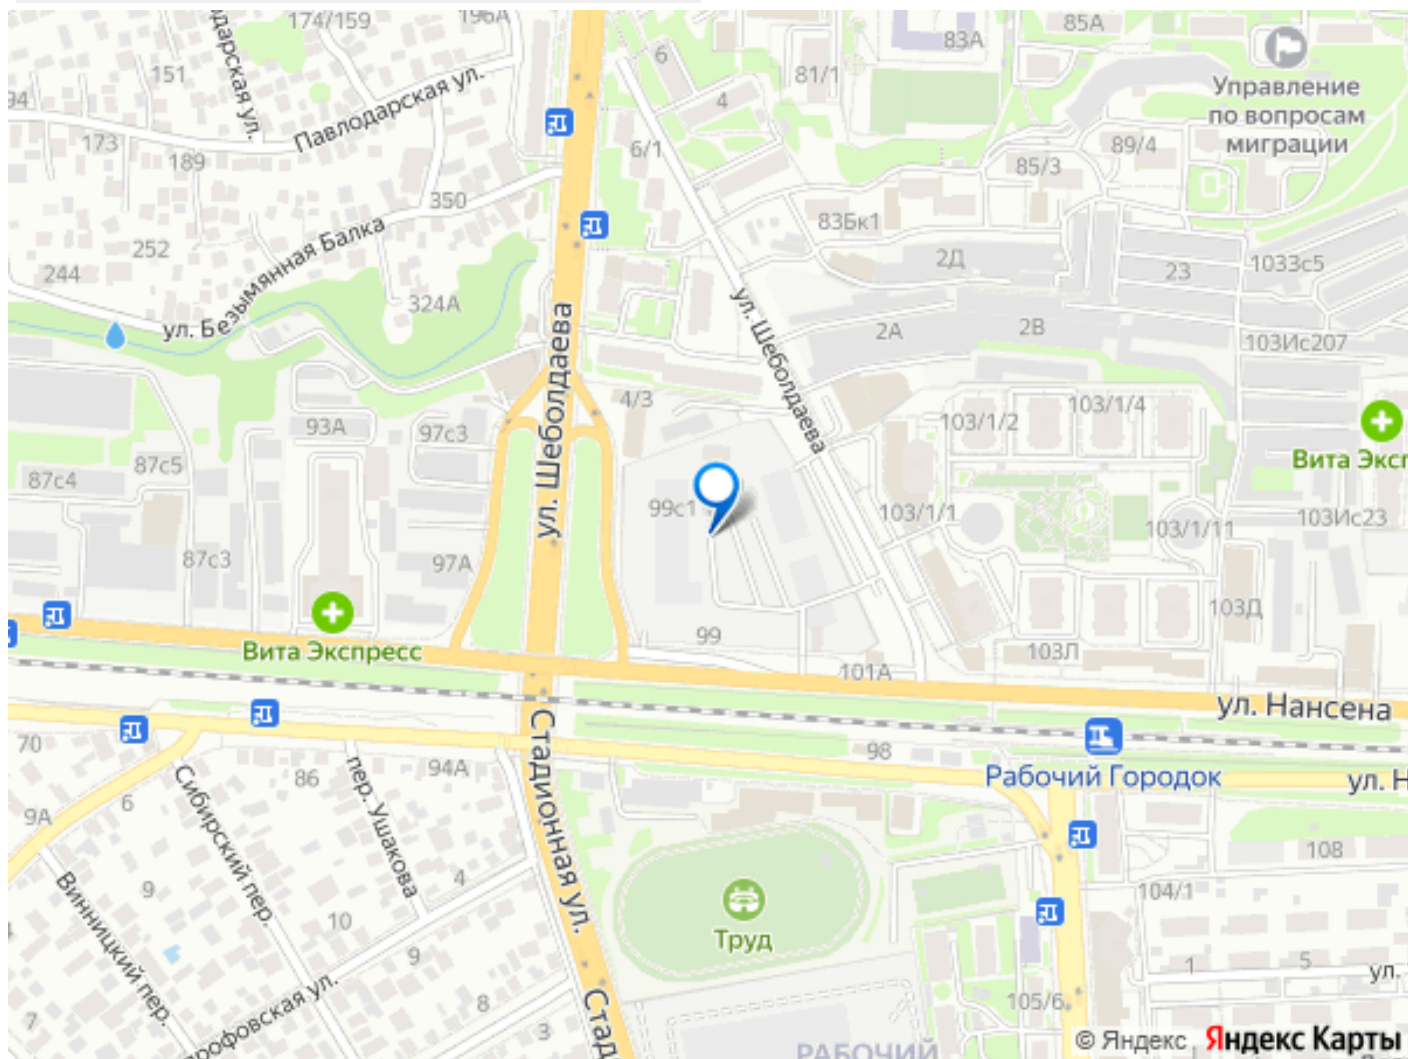 174/159
196А
85А
6
83А
одарская ул.
151
81/1
Управление
по вопросам
миграции
94
4
Павлодарская ул.
173
6/1
89/4
189
85/3
350
83Бк1
252
2Д
23
1033с5
244
ул. Безымянная Балка
324А
ул. Шеболдаева
ул. Шеболдаева
2А
2В
103Ис207
4/3
103/1/2
103/1/4
93А
97с3
87с5
87с4
Вита Эксп
99с1
103/1/1
103/1/11
103Ис23
87с3
97А
103Д
99
Вита Экспресс
101А
103Л
ул. Нансена
70
98
94А
86
Рабочий Городок
ул. Н
6
9А
Сибирский пер.
пер. Ушакова
Стадионная ул.
108
9
4
104/1
Винницкий пер.
10
Труд
9
1
5
ул.
8
105/6
7
3
рофовская ул.
Стад
РАБОЧИЙ
© Яндекс
Яндекс Карты